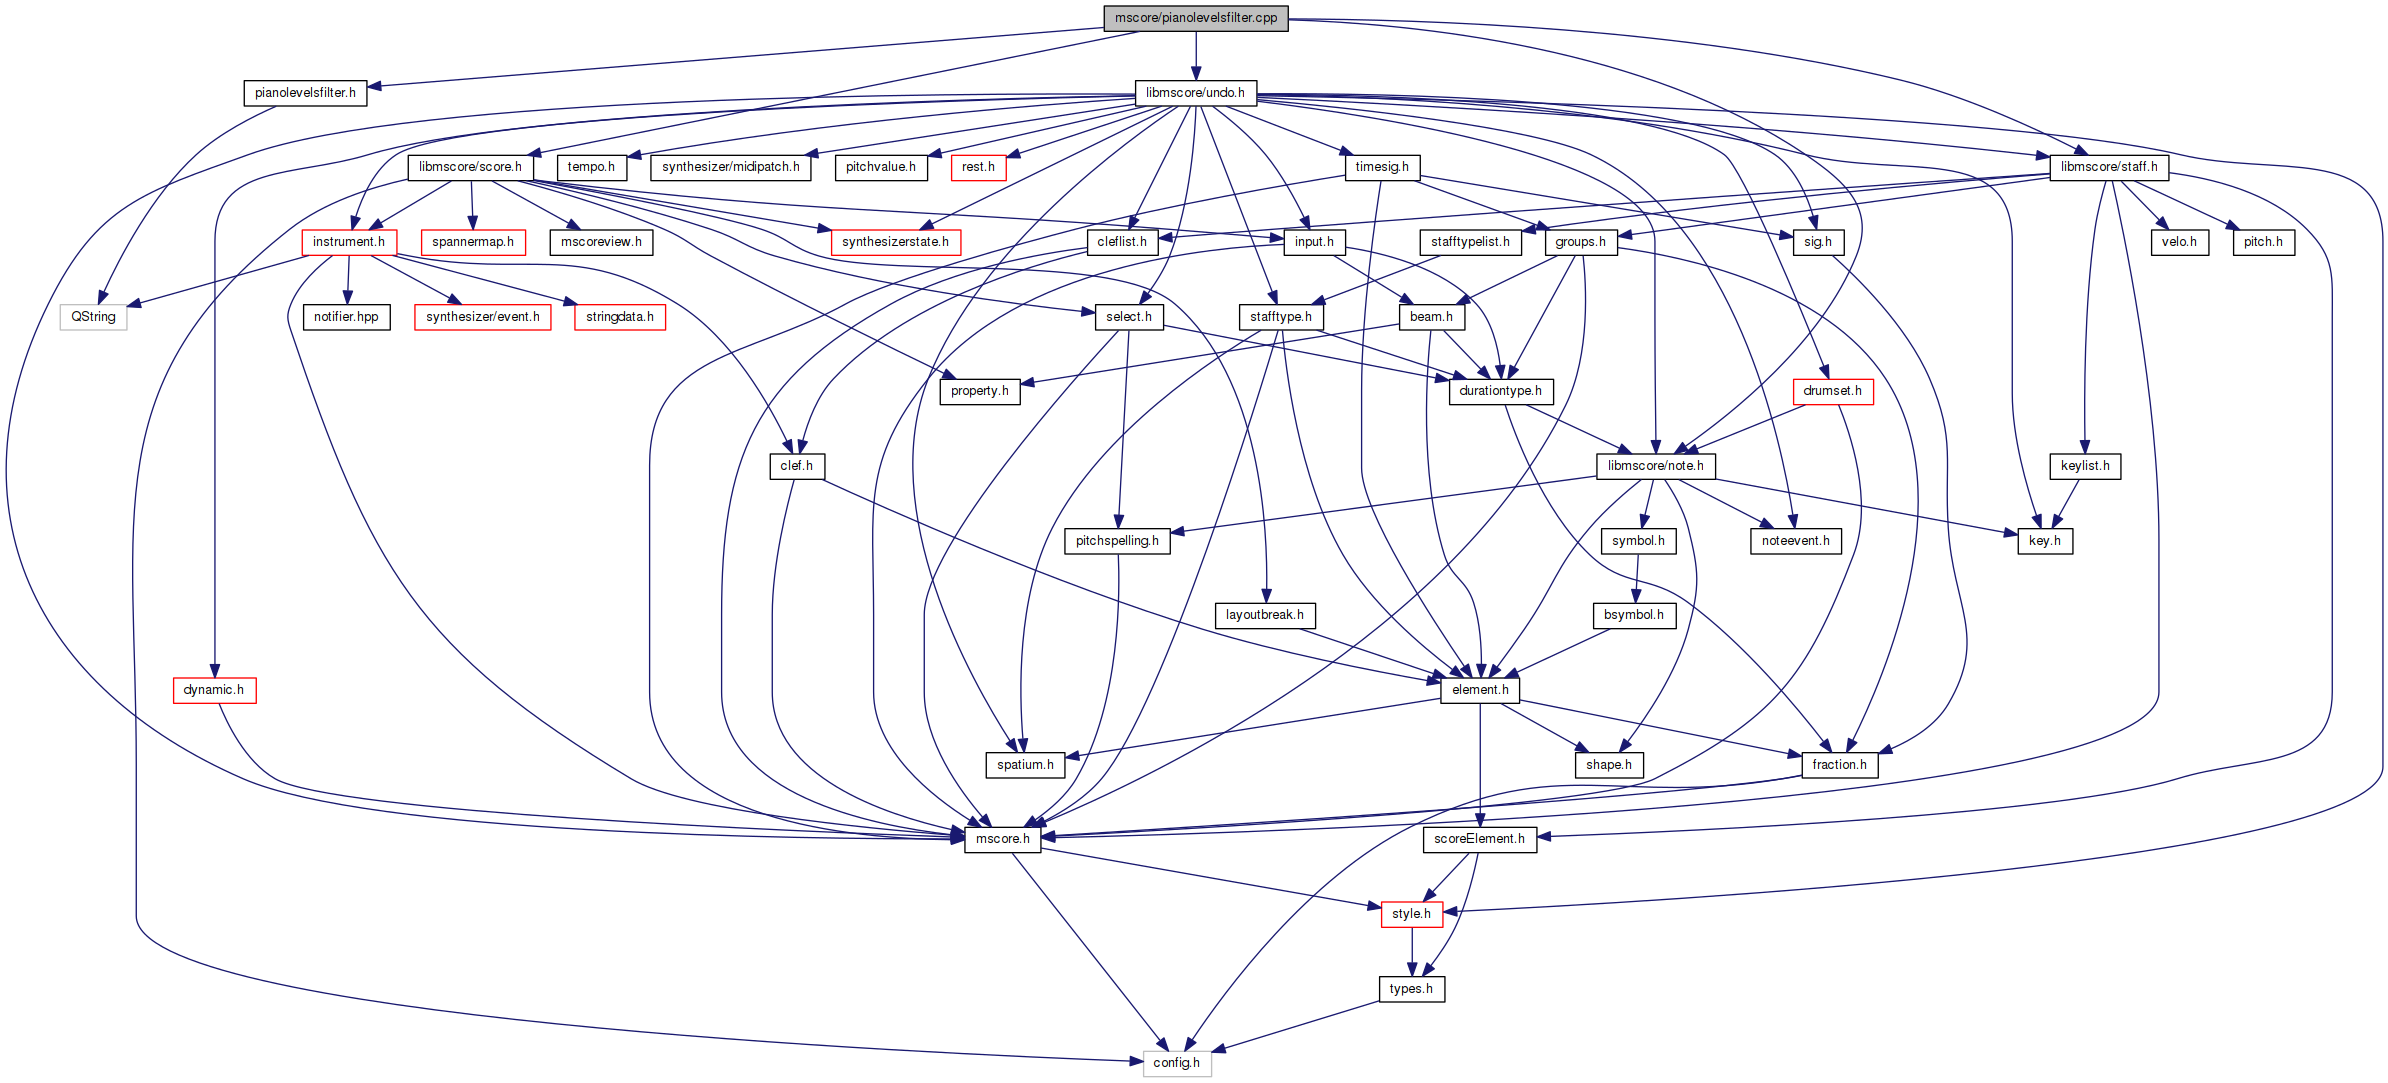 mscore/pianolevelsfilter.cpp
pianolevelsfilter.h
libmscore/undo.h
libmscore/score.h
tempo.h
synthesizer/midipatch.h
pitchvalue.h
rest.h
timesig.h
libmscore/staff.h
instrument.h
spannermap.h
mscoreview.h
synthesizerstate.h
cleflist.h
input.h
stafftypelist.h
groups.h
sig.h
velo.h
pitch.h
QString
notifier.hpp
synthesizer/event.h
stringdata.h
select.h
stafftype.h
beam.h
property.h
durationtype.h
drumset.h
clef.h
libmscore/note.h
keylist.h
pitchspelling.h
symbol.h
noteevent.h
key.h
layoutbreak.h
bsymbol.h
dynamic.h
element.h
spatium.h
shape.h
fraction.h
mscore.h
scoreElement.h
style.h
types.h
config.h